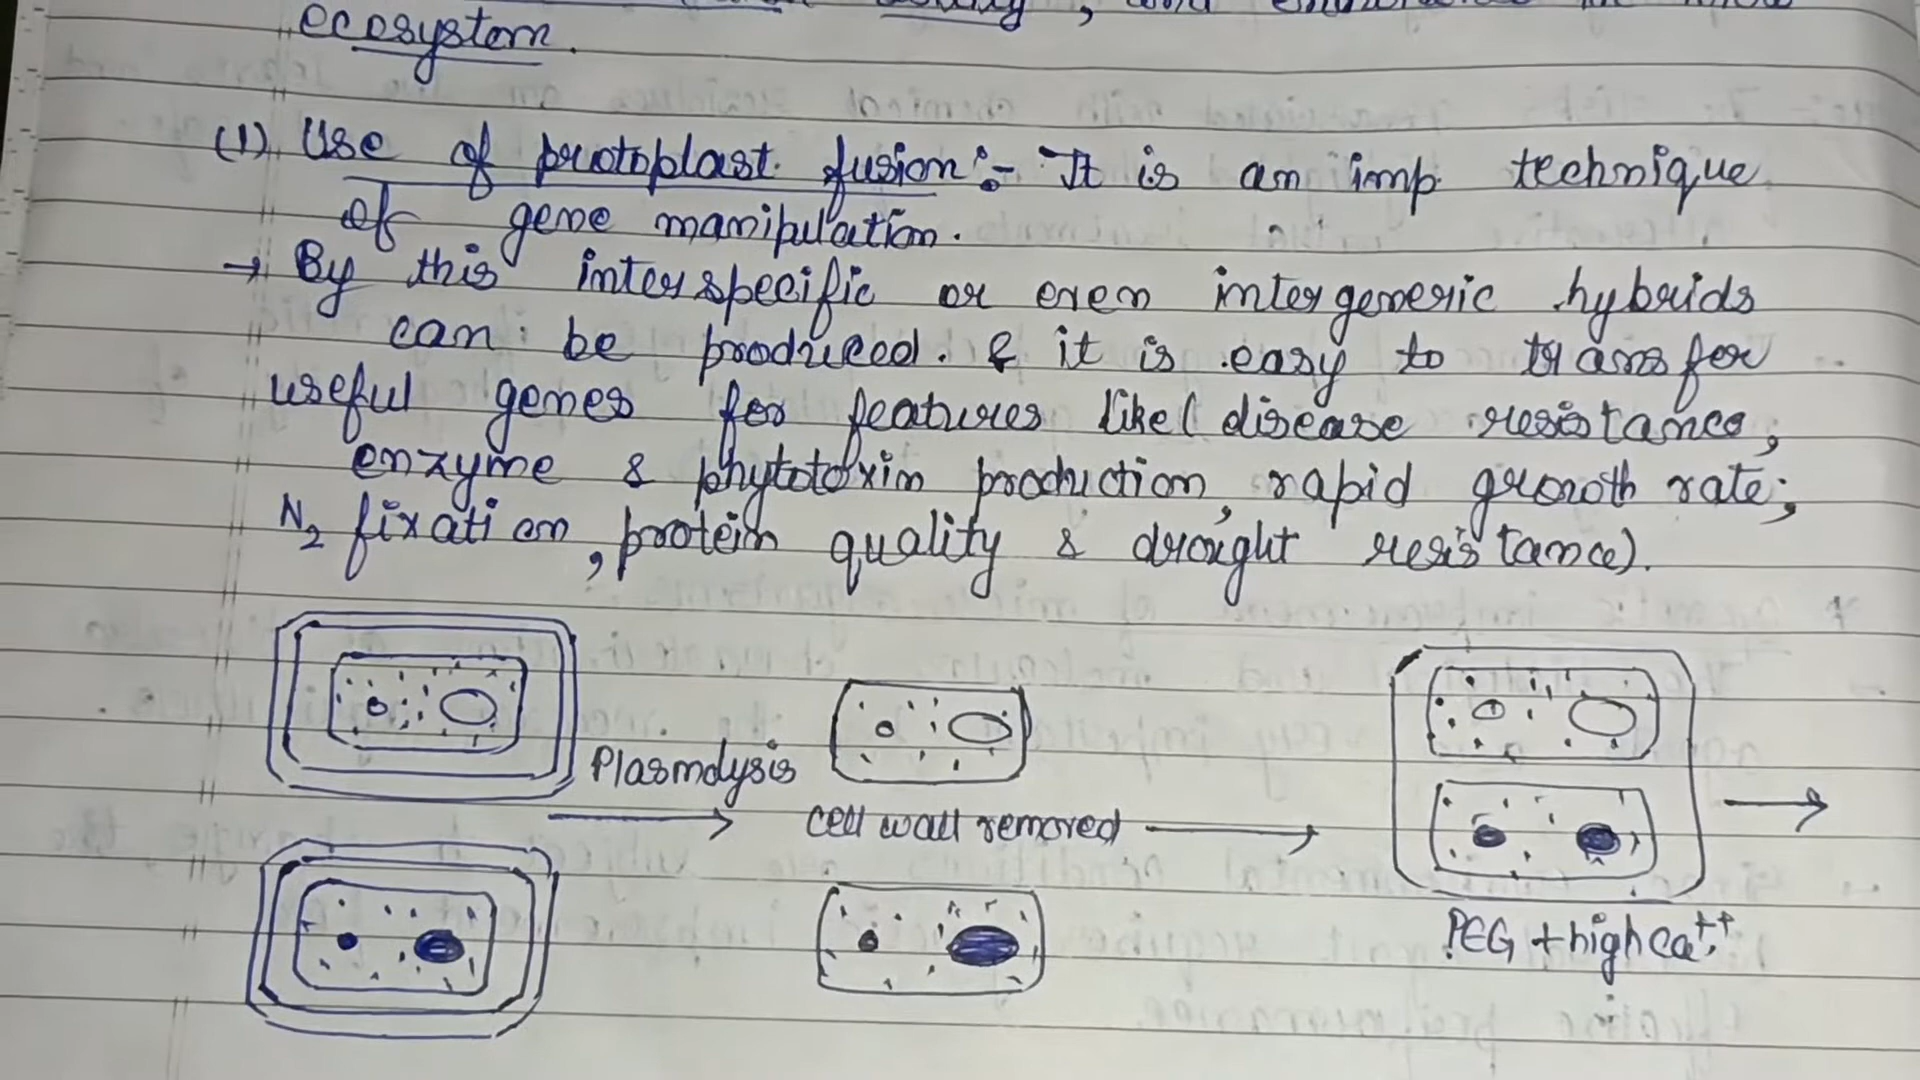 ecosystem.
(1) Use of protoplast fusion :- It is an imp. technique
of gene manipulation.
→ By this interspecific or even intergeneric hybrids
can be produced. & it is easy to transfer
useful genes for features like (disease resistance,
enzyme & phytotoxin production, rapid growth rate,
N2 fixation, protein quality & drought resistance).
Plasmolysis
cell wall removed
PEG + high ca++